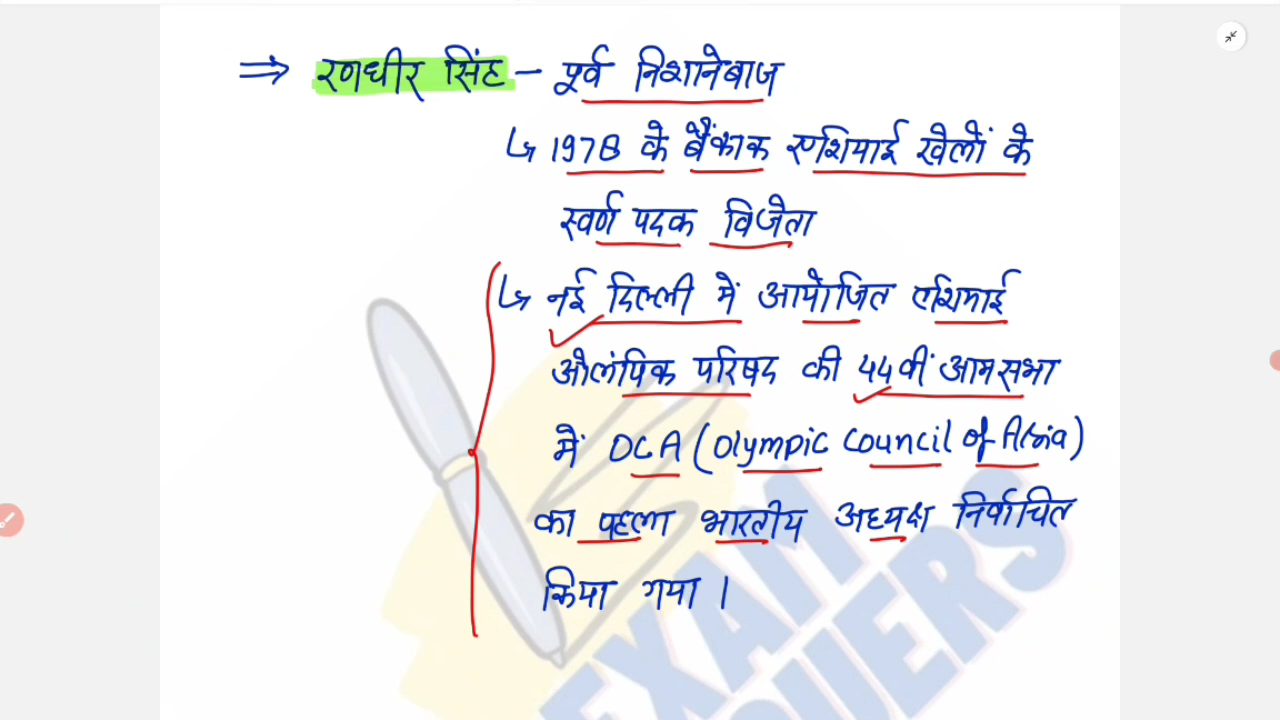 ⇒ रणधीर सिंह - पूर्व निशानेबाज
↳ 1978 के बैंकाक एशियाई खेलों के
स्वर्ण पदक विजेता
↳ नई दिल्ली में आयोजित एशियाई
ओलंपिक परिषद की 44वीं आमसभा
में OCA (Olympic Council of Asia)
का पहला भारतीय अध्यक्ष निर्वाचित
किया गया ।
EXAM